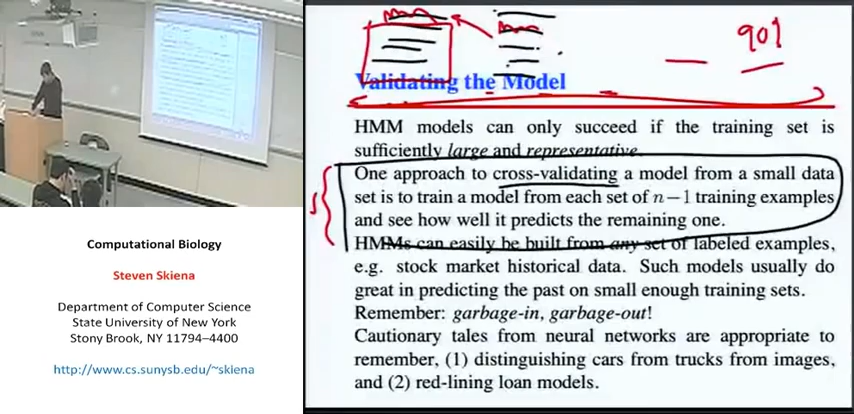 Computational Biology
Steven Skiena
Department of Computer Science
State University of New York
Stony Brook, NY 11794–4400
http://www.cs.sunysb.edu/~skiena
901
Validating the Model
HMM models can only succeed if the training set is
sufficiently large and representative.
One approach to cross-validating a model from a small data
set is to train a model from each set of n−1 training examples
and see how well it predicts the remaining one.
HMMs can easily be built from any set of labeled examples,
e.g. stock market historical data. Such models usually do
great in predicting the past on small enough training sets.
Remember: garbage-in, garbage-out!
Cautionary tales from neural networks are appropriate to
remember, (1) distinguishing cars from trucks from images,
and (2) red-lining loan models.